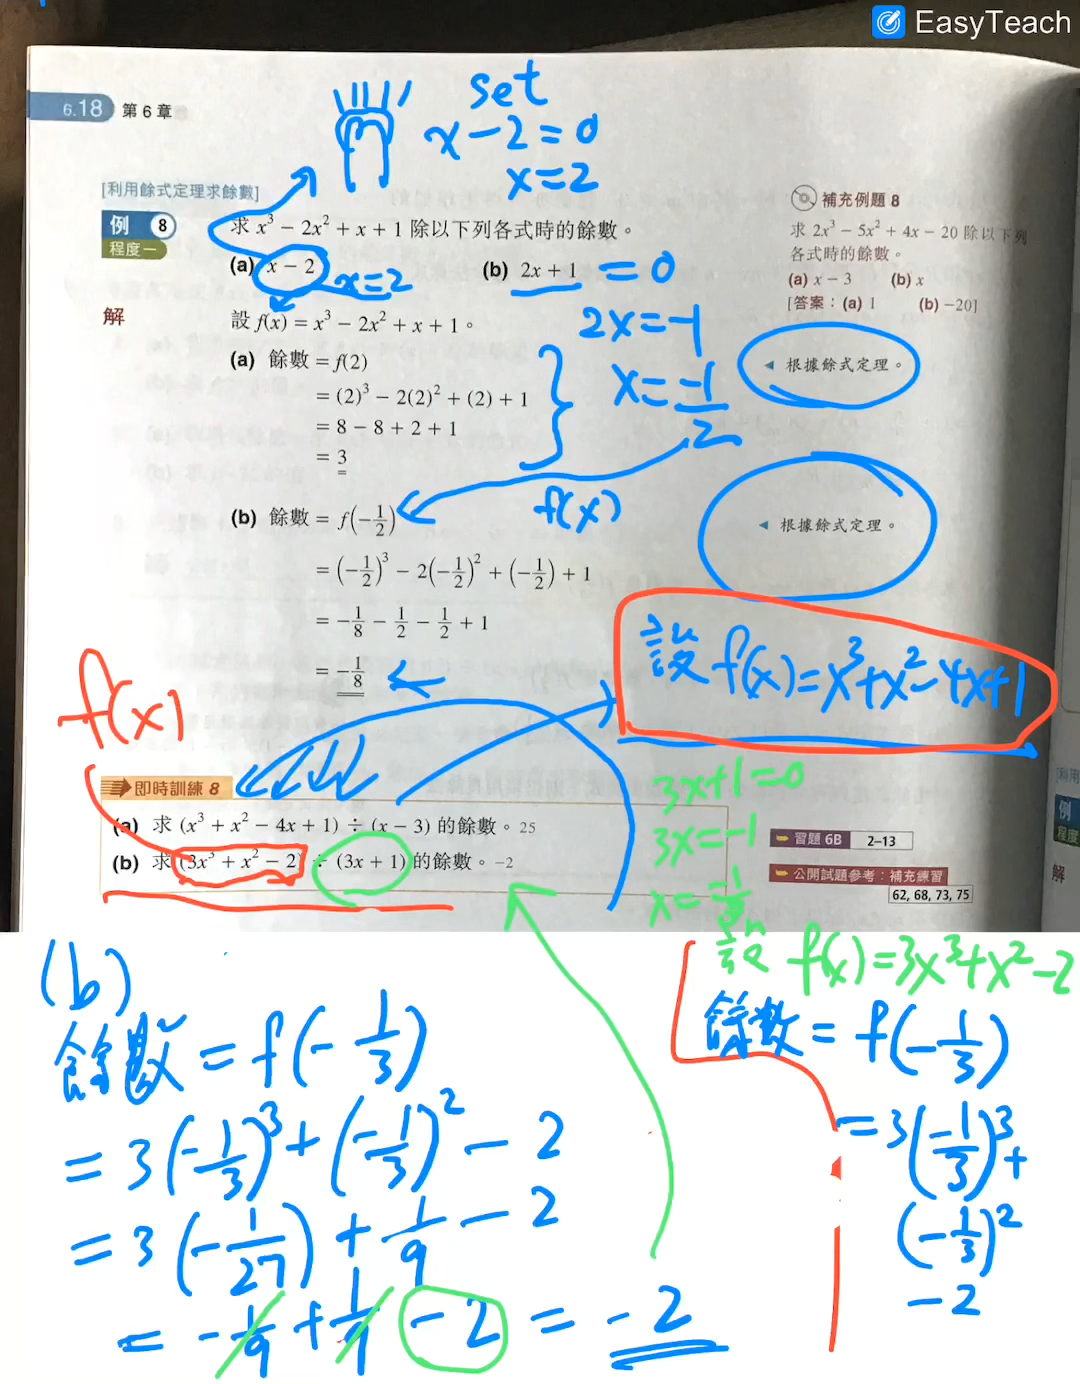 EasyTeach
6.18 第 6 章
set
x-2=0
x=2
[利用餘式定理求餘數]
例 8
程度一
求 x³ − 2x² + x + 1 除以下列各式時的餘數。
(a) x − 2
x=2
(b) 2x + 1
=0
2x=-1
x=-1/2
解
設 f(x) = x³ − 2x² + x + 1。
(a) 餘數 = f(2)
= (2)³ − 2(2)² + (2) + 1
= 8 − 8 + 2 + 1
= 3
f(x)
(b) 餘數 = f(−1/2)
= (−1/2)³ − 2(−1/2)² + (−1/2) + 1
= −1/8 − 1/2 − 1/2 + 1
= −1/8
補充例題 8
求 2x³ − 5x² + 4x − 20 除以下列
各式時的餘數。
(a) x − 3 (b) x
[答案：(a) 1 (b) −20]
◄ 根據餘式定理。
◄ 根據餘式定理。
設 f(x)=x³+x²-4x+1
f(x)
即時訓練 8
(a) 求 (x³ + x² − 4x + 1) ÷ (x − 3) 的餘數。25
(b) 求 (3x³ + x² − 2) ÷ (3x + 1) 的餘數。−2
3x+1=0
3x=-1
x=-1/3
習題 6B 2–13
公開試題參考：補充練習
62, 68, 73, 75
例
程度
解
設 f(x)=3x³+x²-2
餘數 = f(-1/3)
=3(-1/3)³+
(-1/3)²
-2
(b)
餘數 = f(-1/3)
= 3(-1/3)³+(-1/3)²-2
= 3(-1/27)+1/9-2
= -1/9+1/9-2 = -2